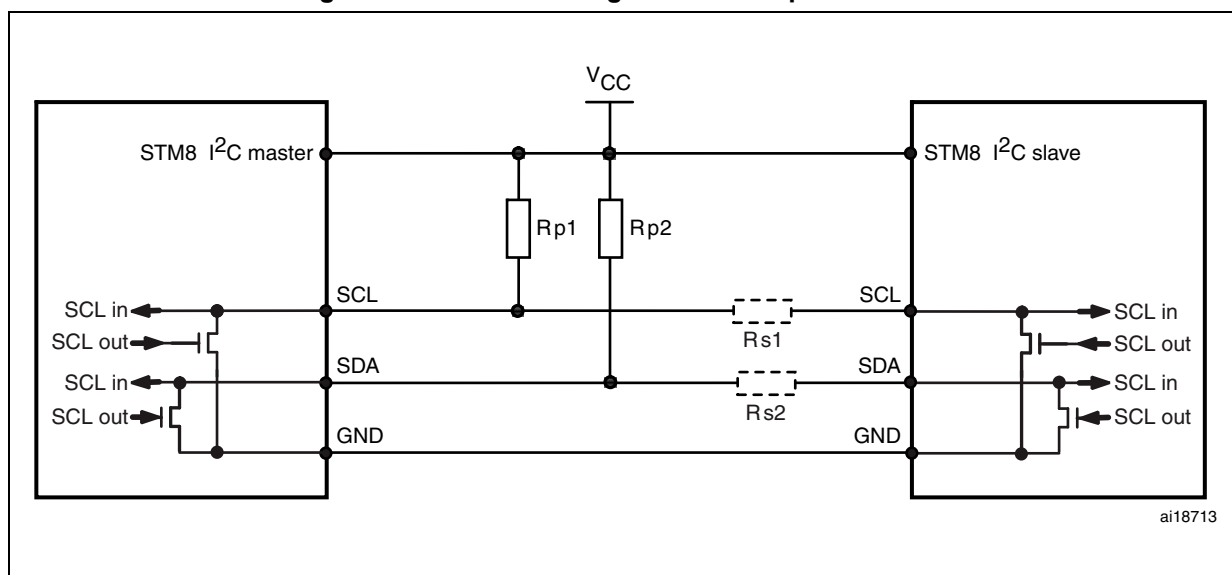 VCC
STM8 I2C master
STM8 I2C slave
Rp1
Rp2
SCL in
SCL
SCL
SCL in
SCL out
Rs1
SCL out
SCL in
SDA
SDA
SCL in
SCL out
Rs2
SCL out
GND
GND
ai18713